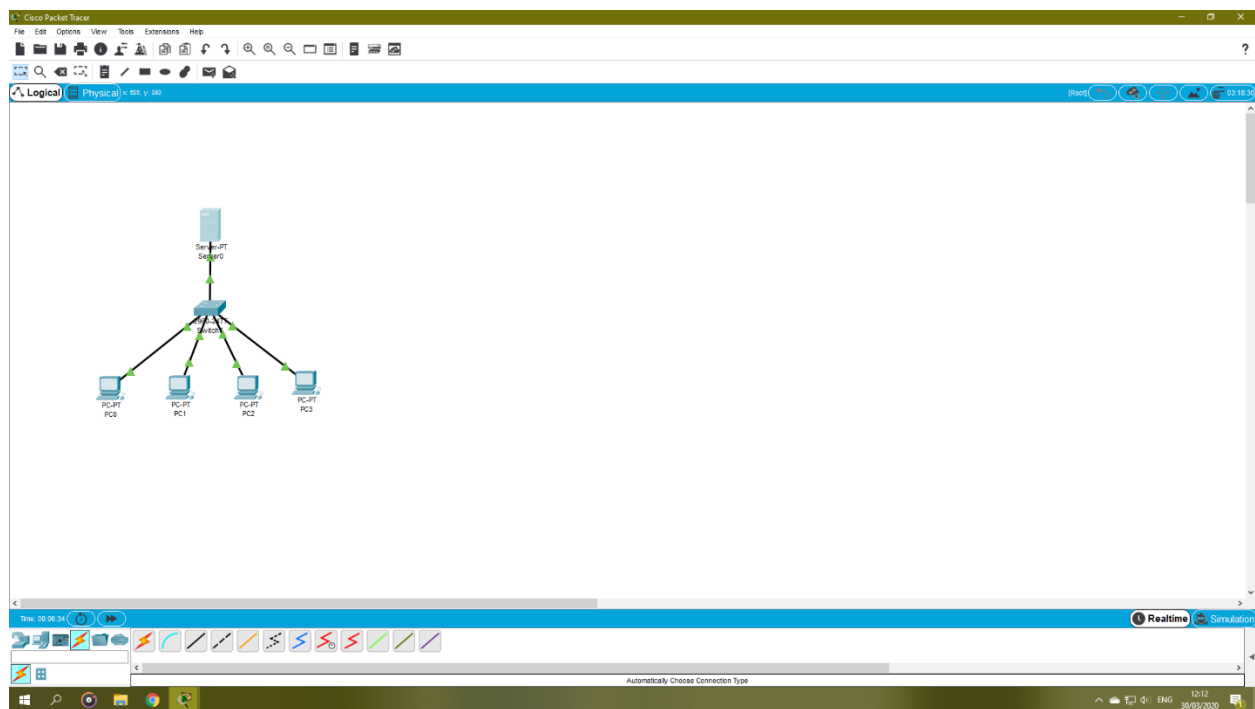 Cisco Packet Tracer
File Edit Options View Tools Extensions Help
?
Logical Physical x: 605, y: 380 [Root] 03:18:30
Server-PT
Server0
PC-PT
PC0
PC-PT
PC1
PC-PT
PC2
PC-PT
PC3
Time: 00:06:34 Realtime Simulation
Automatically Choose Connection Type
ENG 12:12
30/03/2020